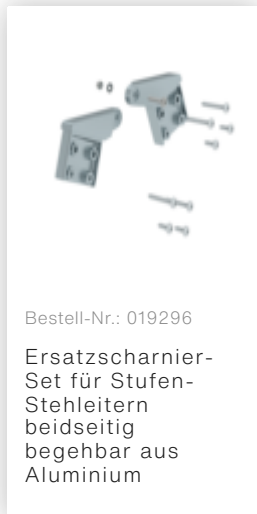 Bestell-Nr.: 019296
Ersatzscharnier-
Set für Stufen-
Stehleitern
beidseitig
begehbar aus
Aluminium